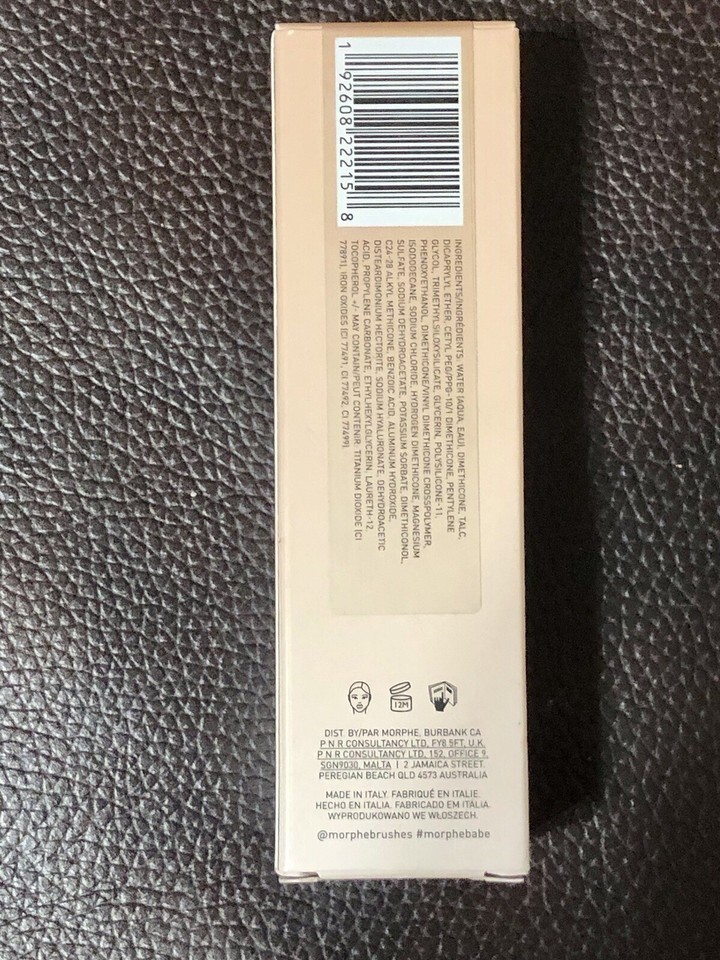 1 92608 22215 8
INGREDIENTS/INGRÉDIENTS: WATER (AQUA, EAU), DIMETHICONE, TALC,
DICAPRYLYL ETHER, CETYL PEG/PPG-10/1 DIMETHICONE, PENTYLENE
GLYCOL, TRIMETHYLSILOXYSILICATE, GLYCERIN, POLYSILICONE-11,
PHENOXYETHANOL, DIMETHICONE/VINYL DIMETHICONE CROSSPOLYMER,
ISODODECANE, SODIUM CHLORIDE, HYDROGEN DIMETHICONE, MAGNESIUM
SULFATE, SODIUM DEHYDROACETATE, POTASSIUM SORBATE, DIMETHICONOL,
C24-28 ALKYL METHICONE, BENZOIC ACID, ALUMINUM HYDROXIDE,
DISTEARDIMONIUM HECTORITE, SODIUM HYALURONATE, DEHYDROACETIC
ACID, PROPYLENE CARBONATE, ETHYLHEXYLGLYCERIN, LAURETH-12,
TOCOPHEROL +/- MAY CONTAIN/PEUT CONTENIR: TITANIUM DIOXIDE (CI
77891), IRON OXIDES (CI 77491, CI 77492, CI 77499).
12M
DIST. BY/PAR MORPHE, BURBANK CA
P N R CONSULTANCY LTD, FY8 5FT, U.K.
P N R CONSULTANCY LTD, 152, OFFICE 9,
SGN9030, MALTA | 2 JAMAICA STREET.
PEREGIAN BEACH QLD 4573 AUSTRALIA
MADE IN ITALY. FABRIQUÉ EN ITALIE.
HECHO EN ITALIA. FABRICADO EM ITÁLIA.
WYPRODUKOWANO WE WŁOSZECH.
@morphebrushes #morphebabe